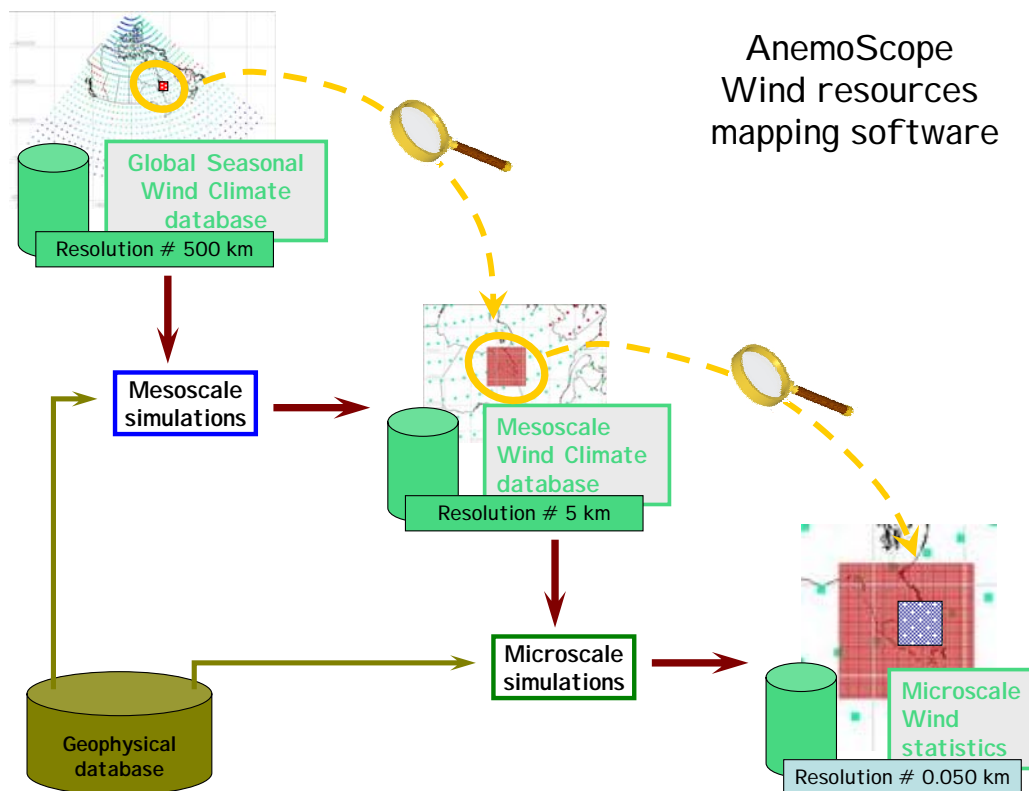 AnemoScope
Wind resources
mapping software
Global Seasonal
Wind Climate
database
Resolution # 500 km
Mesoscale
simulations
Mesoscale
Wind Climate
database
Resolution # 5 km
Microscale
simulations
Geophysical
database
Microscale
Wind
statistics
Resolution # 0.050 km